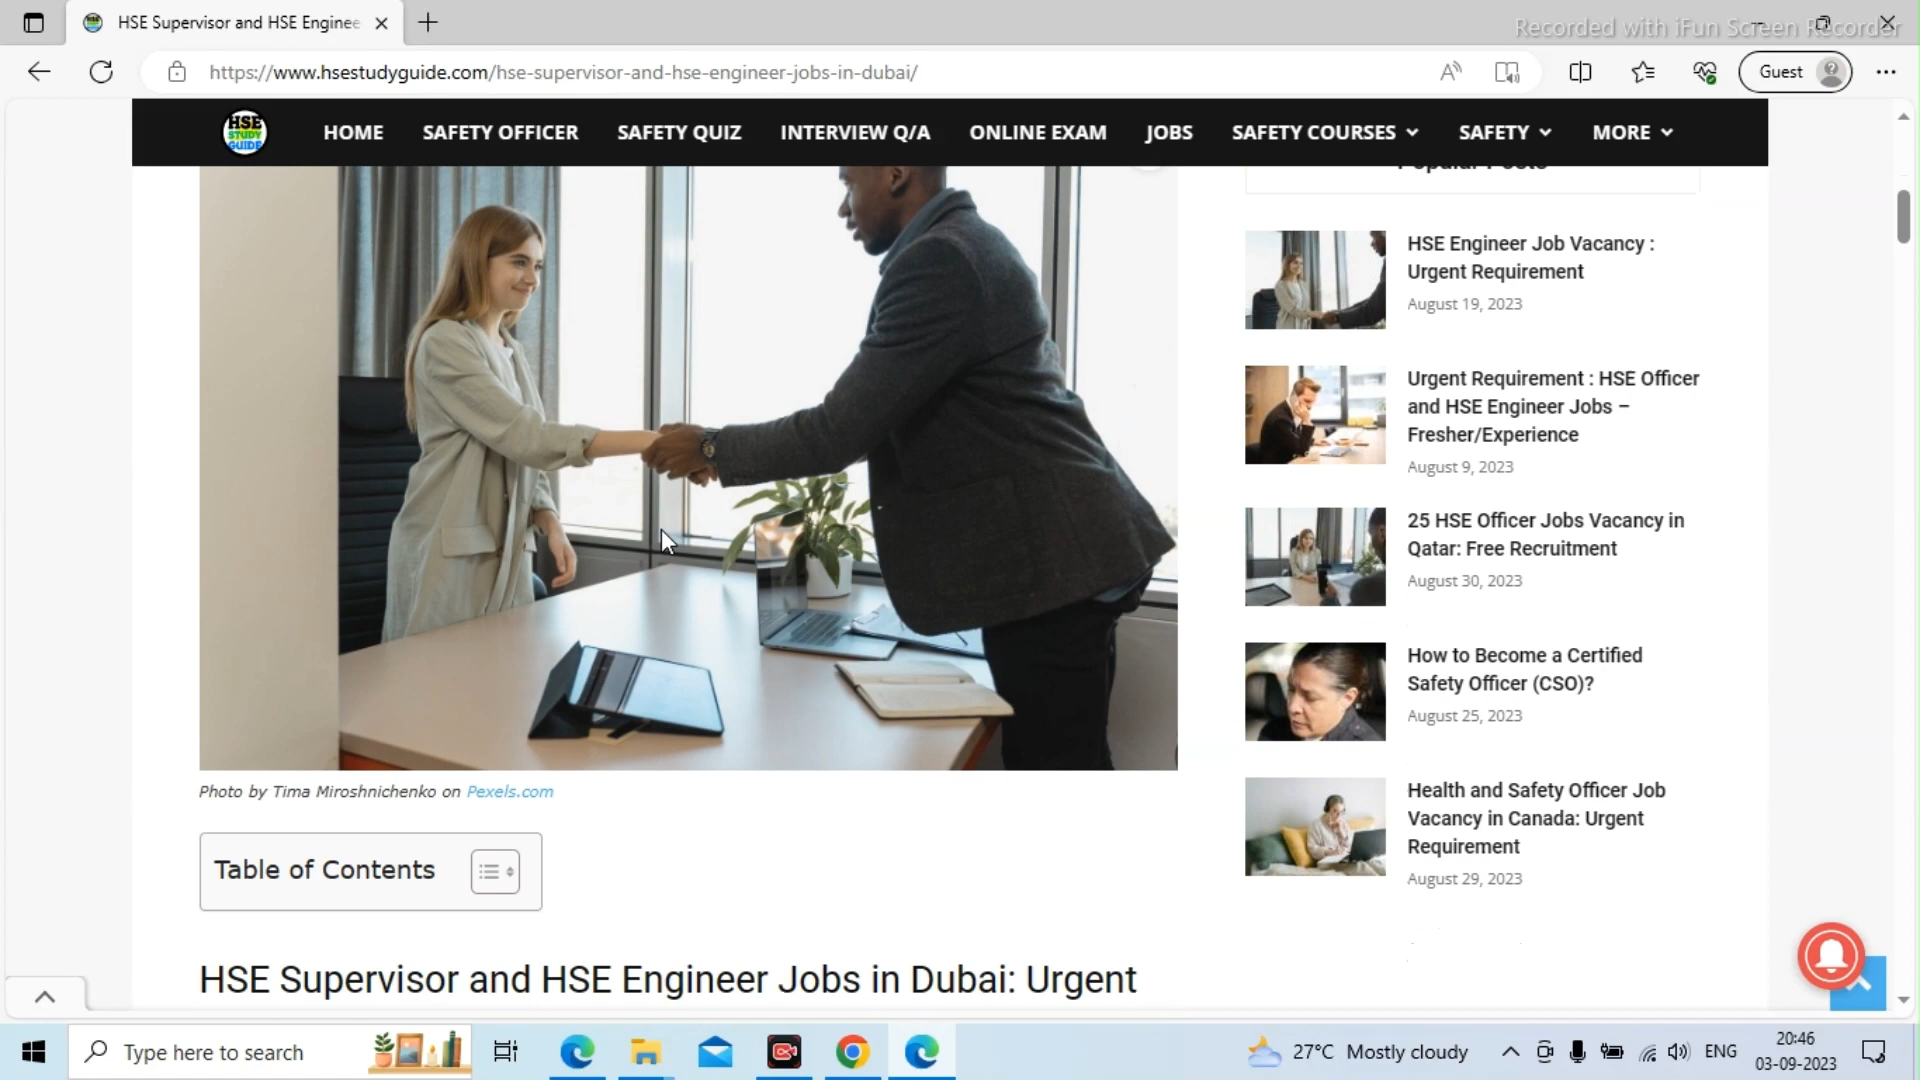 HSE Supervisor and HSE Enginee
Recorded with iFun Screen Recorder
https://www.hsestudyguide.com/hse-supervisor-and-hse-engineer-jobs-in-dubai/
Guest
HSE
STUDY
GUIDE
HOME
SAFETY OFFICER
SAFETY QUIZ
INTERVIEW Q/A
ONLINE EXAM
JOBS
SAFETY COURSES
SAFETY
MORE
Popular Posts
HSE Engineer Job Vacancy :
Urgent Requirement
August 19, 2023
Urgent Requirement : HSE Officer
and HSE Engineer Jobs –
Fresher/Experience
August 9, 2023
25 HSE Officer Jobs Vacancy in
Qatar: Free Recruitment
August 30, 2023
How to Become a Certified
Safety Officer (CSO)?
August 25, 2023
Health and Safety Officer Job
Vacancy in Canada: Urgent
Requirement
August 29, 2023
Photo by Tima Miroshnichenko on Pexels.com
Table of Contents
HSE Supervisor and HSE Engineer Jobs in Dubai: Urgent
Type here to search
27°C Mostly cloudy
ENG
20:46
03-09-2023